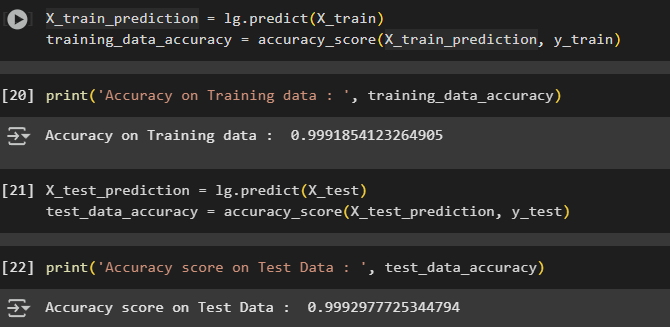 X_train_prediction = lg.predict(X_train)
training_data_accuracy = accuracy_score(X_train_prediction, y_train)
[20] print('Accuracy on Training data : ', training_data_accuracy)
Accuracy on Training data :  0.9991854123264905
[21] X_test_prediction = lg.predict(X_test)
test_data_accuracy = accuracy_score(X_test_prediction, y_test)
[22] print('Accuracy score on Test Data : ', test_data_accuracy)
Accuracy score on Test Data :  0.9992977725344794